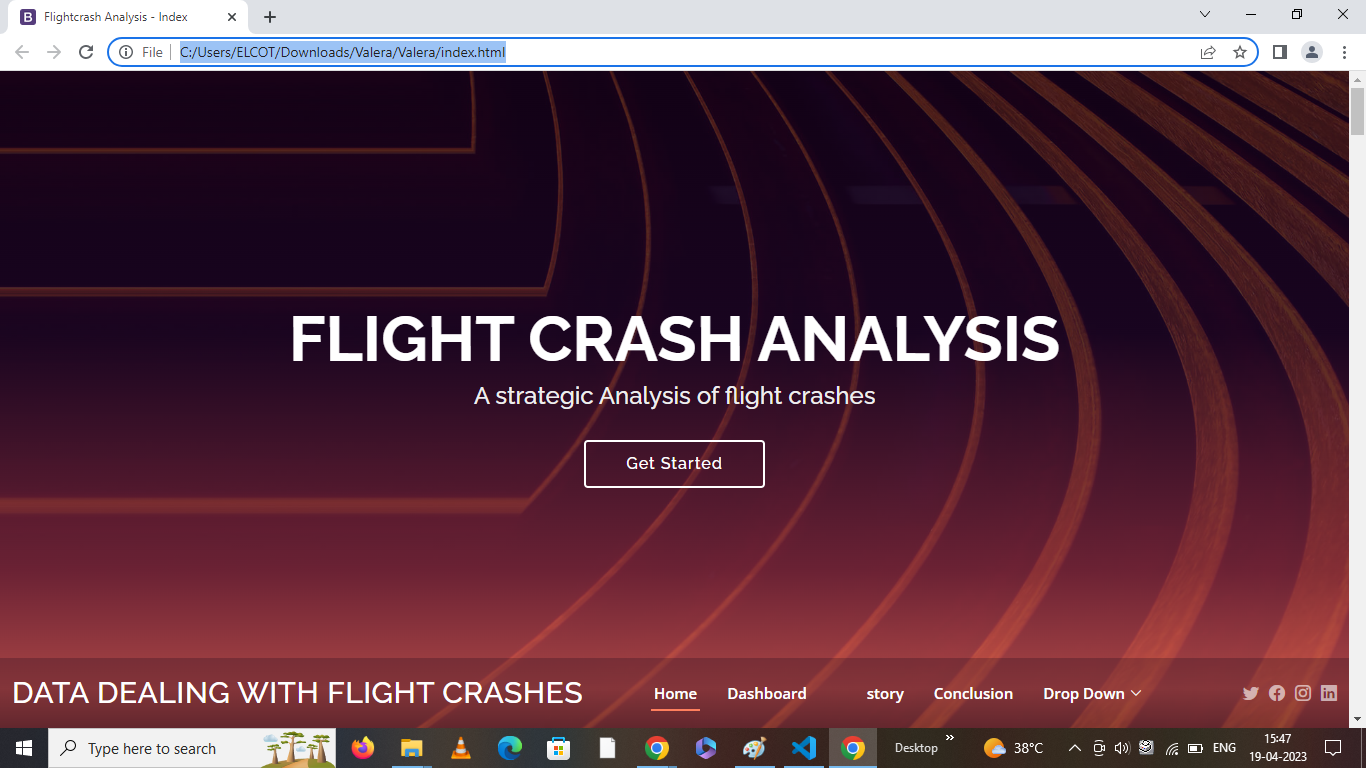 Flightcrash Analysis - Index
File C:/Users/ELCOT/Downloads/Valera/Valera/index.html
FLIGHT CRASH ANALYSIS
A strategic Analysis of flight crashes
Get Started
DATA DEALING WITH FLIGHT CRASHES Home Dashboard story Conclusion Drop Down
Type here to search Desktop 38°C ENG 15:47
19-04-2023